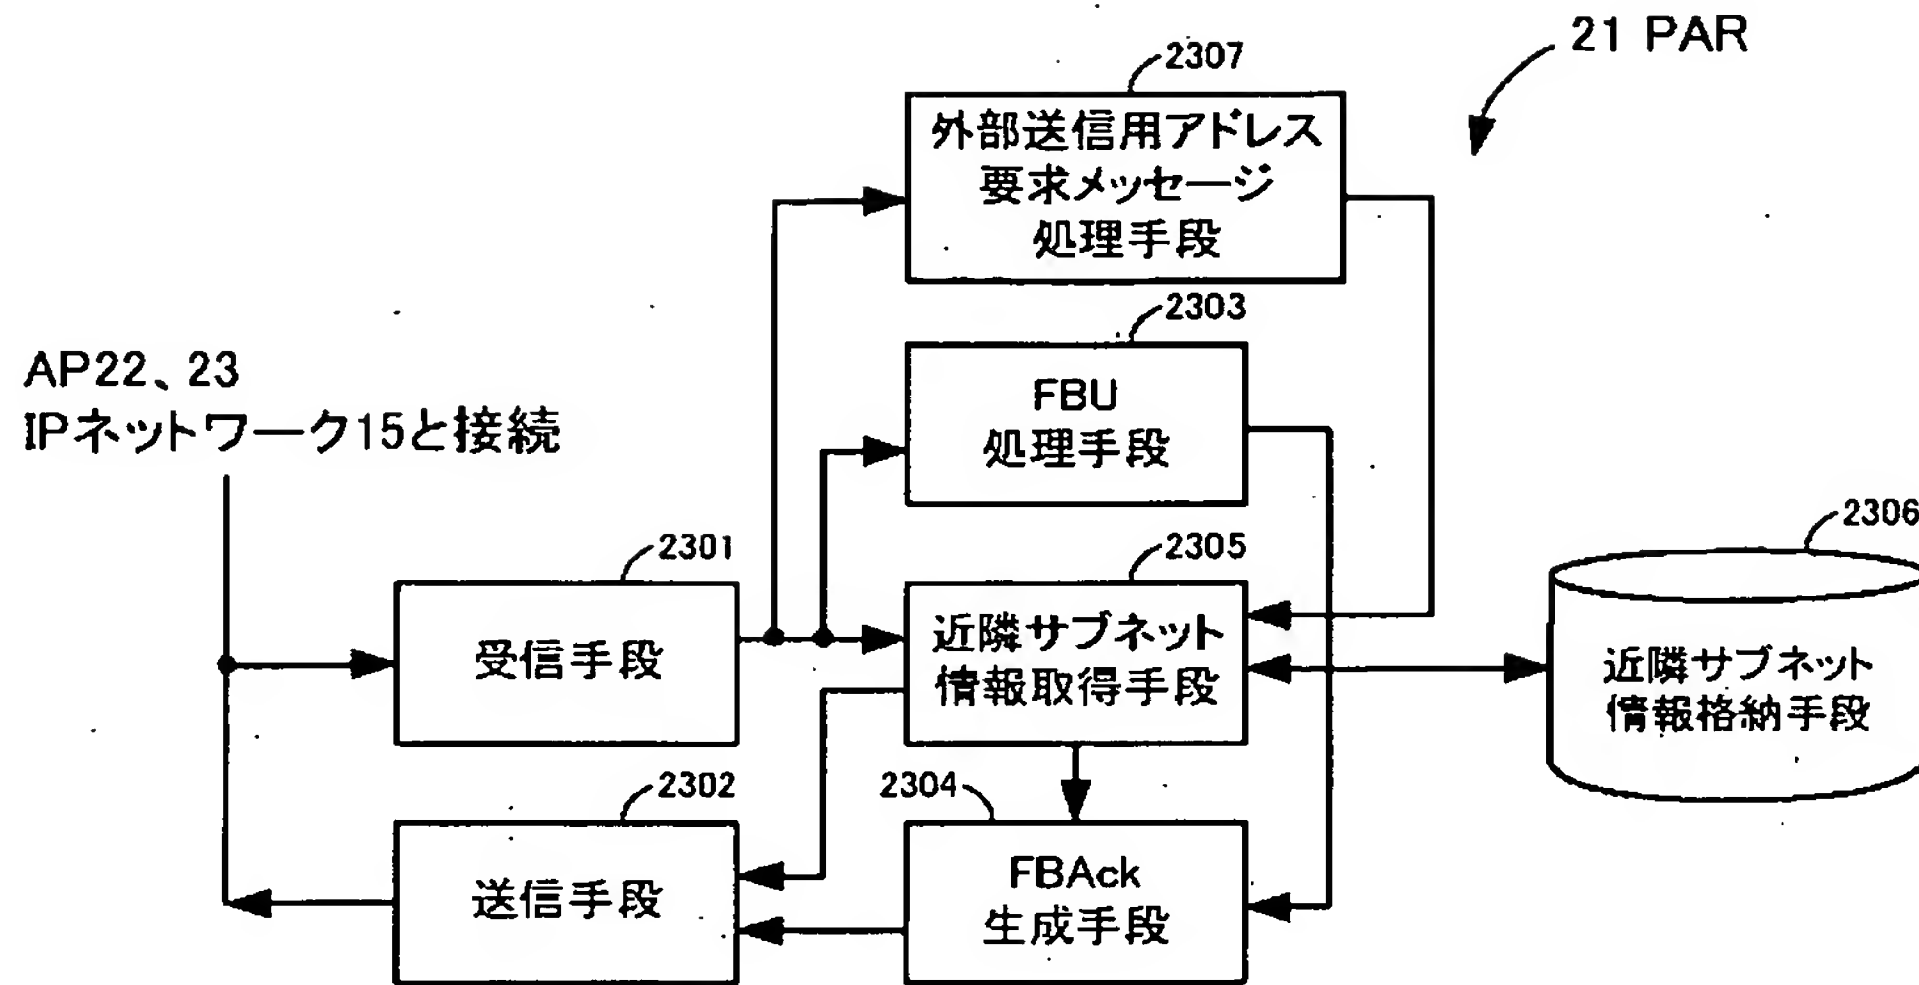 21 PAR
2307
外部送信用アドレス
要求メッセージ
処理手段
2303
FBU
処理手段
AP22、23
IPネットワーク15と接続
2301
受信手段
2305
近隣サブネット
情報取得手段
2306
近隣サブネット
情報格納手段
2302
送信手段
2304
FBAck
生成手段